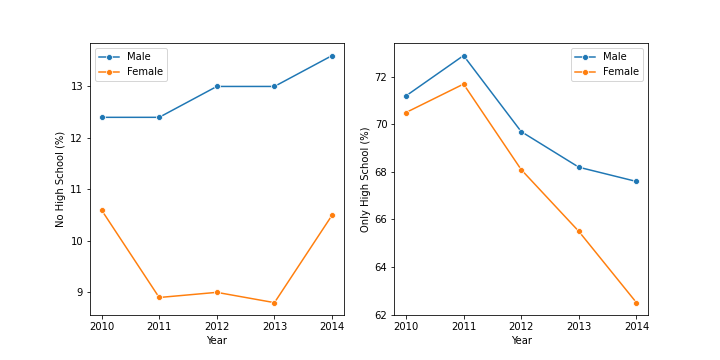 Male
Female
13
12
11
10
9
No High School (%)
2010 2011 2012 2013 2014
Year
Male
Female
72
70
68
66
64
62
Only High School (%)
2010 2011 2012 2013 2014
Year